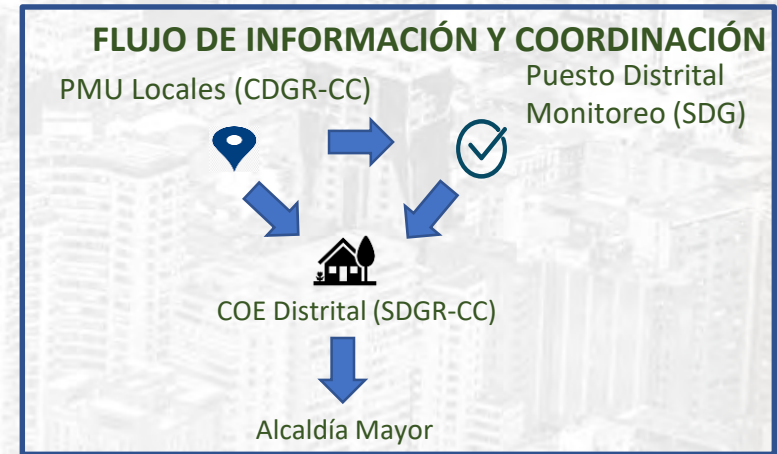 FLUJO DE INFORMACIÓN Y COORDINACIÓN
PMU Locales (CDGR-CC)
Puesto Distrital
Monitoreo (SDG)
COE Distrital (SDGR-CC)
Alcaldía Mayor